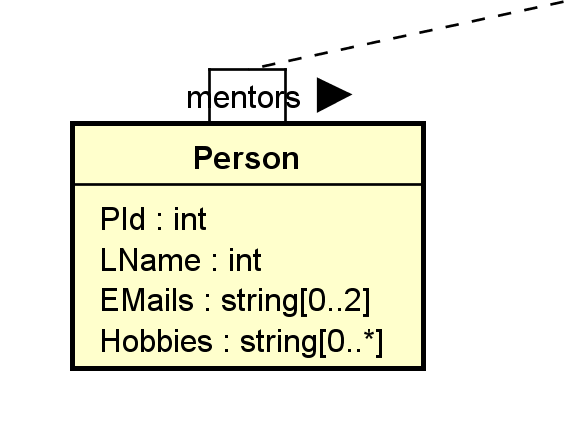 mentors
Person
PId : int
LName : int
EMails : string[0..2]
Hobbies : string[0..*]